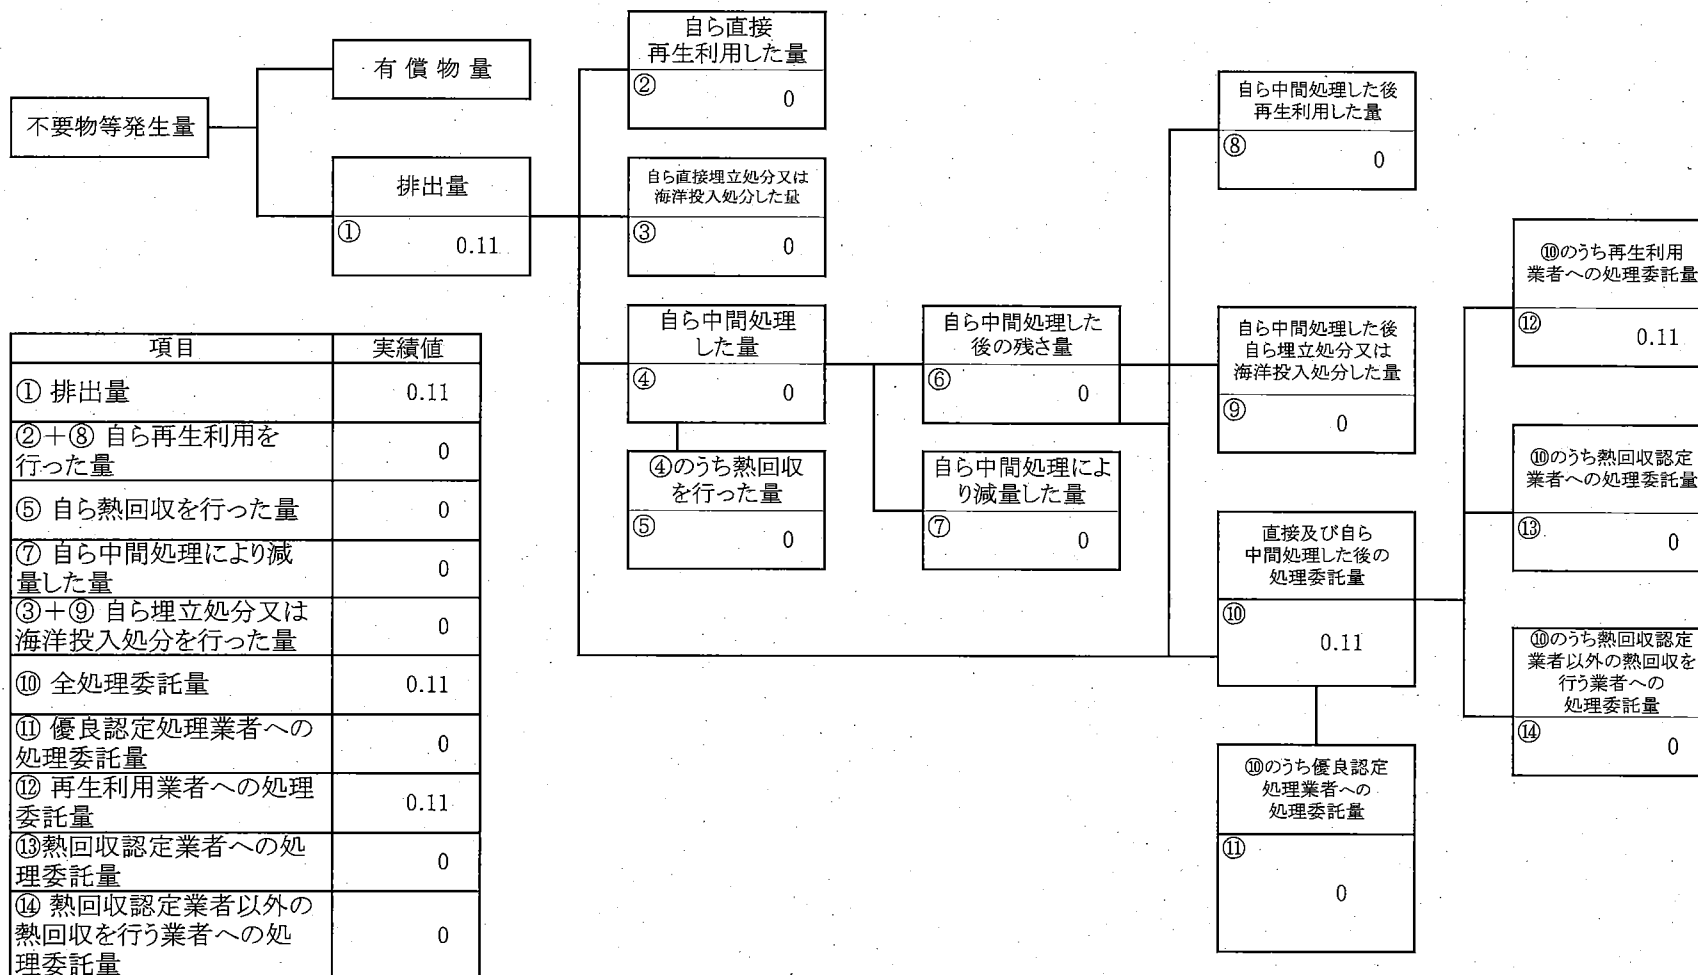 不要物等発生量
有償物量
排出量
①
0.11
自ら直接
再生利用した量
②
0
自ら直接埋立処分又は
海洋投入処分した量
③
0
自ら中間処理
した量
④
0
④のうち熱回収
を行った量
⑤
0
自ら中間処理した
後の残さ量
⑥
0
自ら中間処理によ
り減量した量
⑦
0
自ら中間処理した後
再生利用した量
⑧
0
自ら中間処理した後
自ら埋立処分又は
海洋投入処分した量
⑨
0
直接及び自ら
中間処理した後の
処理委託量
⑩
0.11
⑩のうち優良認定
処理業者への
処理委託量
⑪
0
⑩のうち再生利用
業者への処理委託量
⑫
0.11
⑩のうち熱回収認定
業者への処理委託量
⑬
0
⑩のうち熱回収認定
業者以外の熱回収を
行う業者への
処理委託量
⑭
0
項目 実績値
① 排出量 0.11
②+⑧ 自ら再生利用を
行った量 0
⑤ 自ら熱回収を行った量 0
⑦ 自ら中間処理により減
量した量 0
③+⑨ 自ら埋立処分又は
海洋投入処分を行った量 0
⑩ 全処理委託量 0.11
⑪ 優良認定処理業者への
処理委託量 0
⑫ 再生利用業者への処理
委託量 0.11
⑬熱回収認定業者への処
理委託量 0
⑭ 熱回収認定業者以外の
熱回収を行う業者への処
理委託量 0